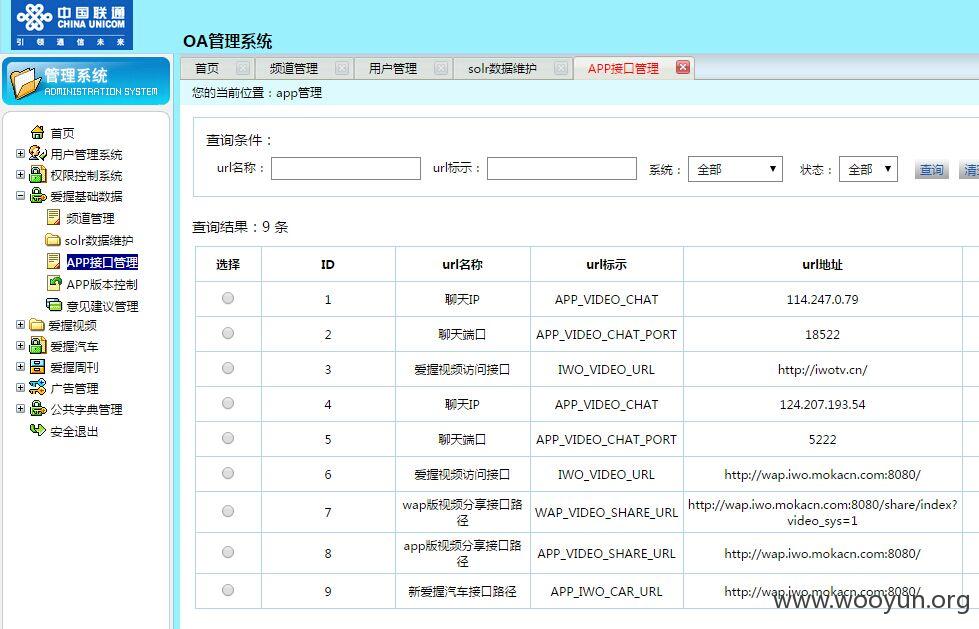 中国联通
CHINA UNICOM
引领通信未来
OA管理系统
管理系统
ADMINISTRATION SYSTEM
首页 频道管理 用户管理 solr数据维护 APP接口管理
您的当前位置：app管理
首页
用户管理系统
权限控制系统
爱握基础数据
频道管理
solr数据维护
APP接口管理
APP版本控制
意见建议管理
爱握视频
爱握汽车
爱握周刊
广告管理
公共字典管理
安全退出
查询条件：
url名称： url标示： 系统： 全部 状态： 全部 查询 清
查询结果：9 条
选择 ID url名称 url标示 url地址
1 聊天IP APP_VIDEO_CHAT 114.247.0.79
2 聊天端口 APP_VIDEO_CHAT_PORT 18522
3 爱握视频访问接口 IWO_VIDEO_URL http://iwotv.cn/
4 聊天IP APP_VIDEO_CHAT 124.207.193.54
5 聊天端口 APP_VIDEO_CHAT_PORT 5222
6 爱握视频访问接口 IWO_VIDEO_URL http://wap.iwo.mokacn.com:8080/
7 wap版视频分享接口路径 WAP_VIDEO_SHARE_URL http://wap.iwo.mokacn.com:8080/share/index?video_sys=1
8 app版视频分享接口路径 APP_VIDEO_SHARE_URL http://wap.iwo.mokacn.com:8080/
9 新爱握汽车接口路径 APP_IWO_CAR_URL http://wap.iwo.mokacn.com:8080/
www.wooyun.org